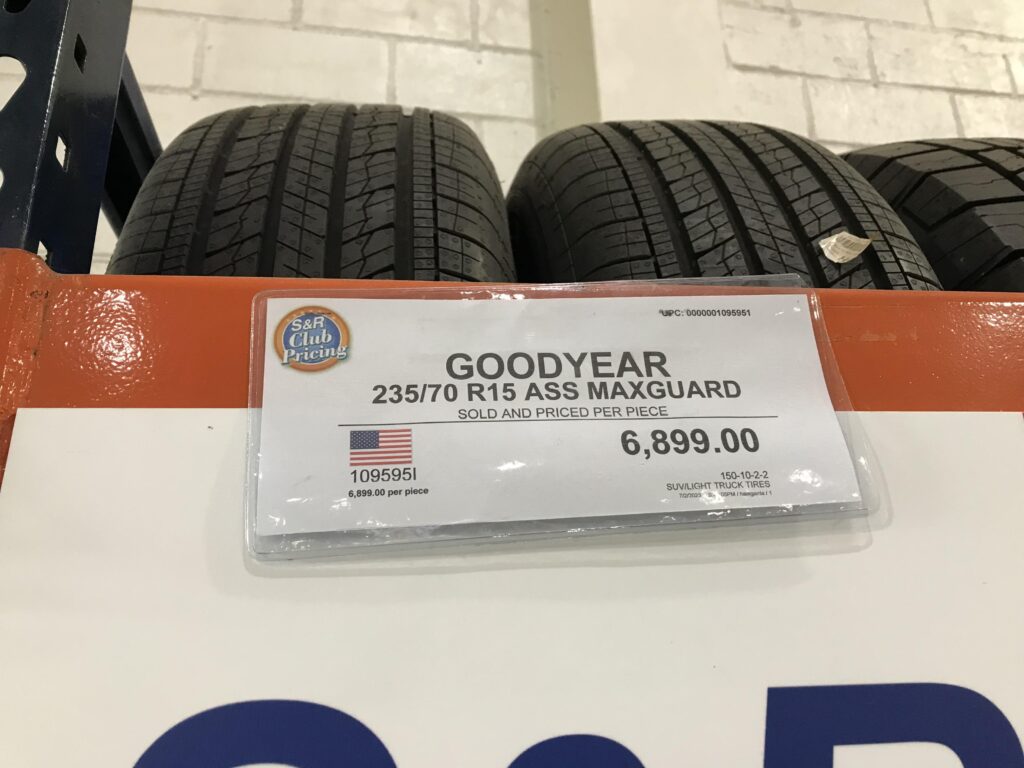 S&R
Club
Pricing
UPC: 0000001095951
GOODYEAR
235/70 R15 ASS MAXGUARD
SOLD AND PRICED PER PIECE
6,899.00
109595I
6,899.00 per piece
150-10-2-2
SUV/LIGHT TRUCK TIRES